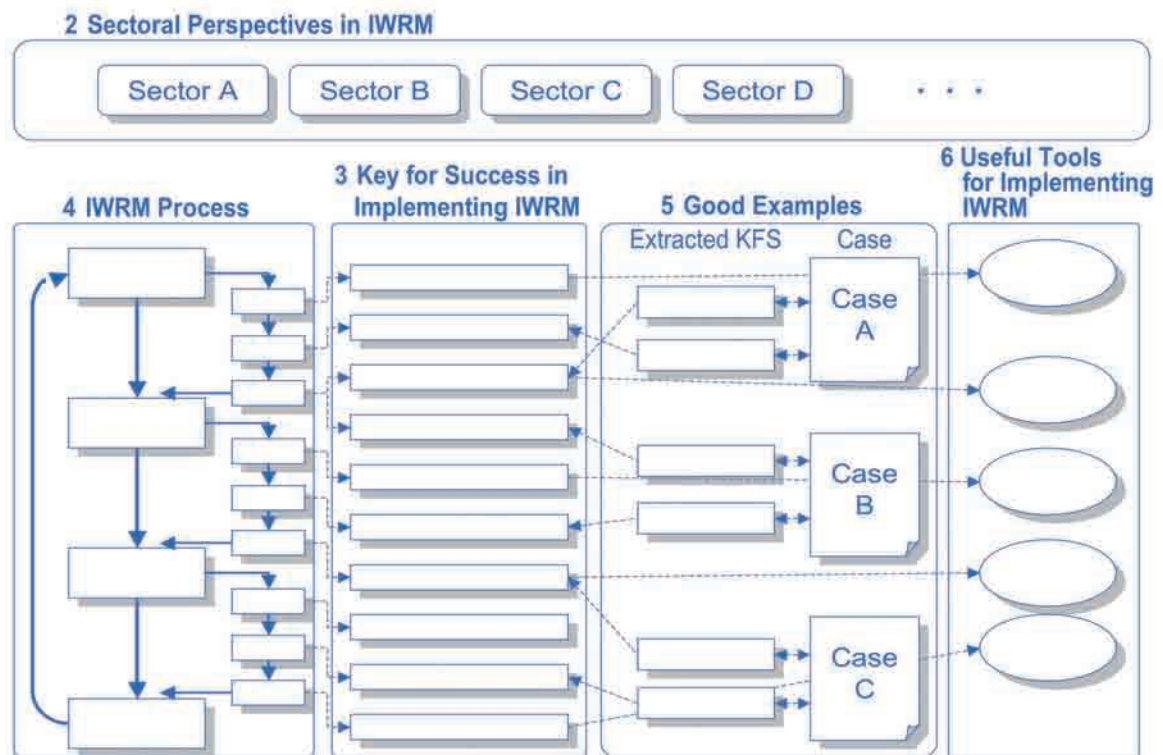 2 Sectoral Perspectives in IWRM
Sector A
Sector B
Sector C
Sector D
. . .
4 IWRM Process
3 Key for Success in
Implementing IWRM
5 Good Examples
Extracted KFS
Case
6 Useful Tools
for Implementing
IWRM
Case
A
Case
B
Case
C